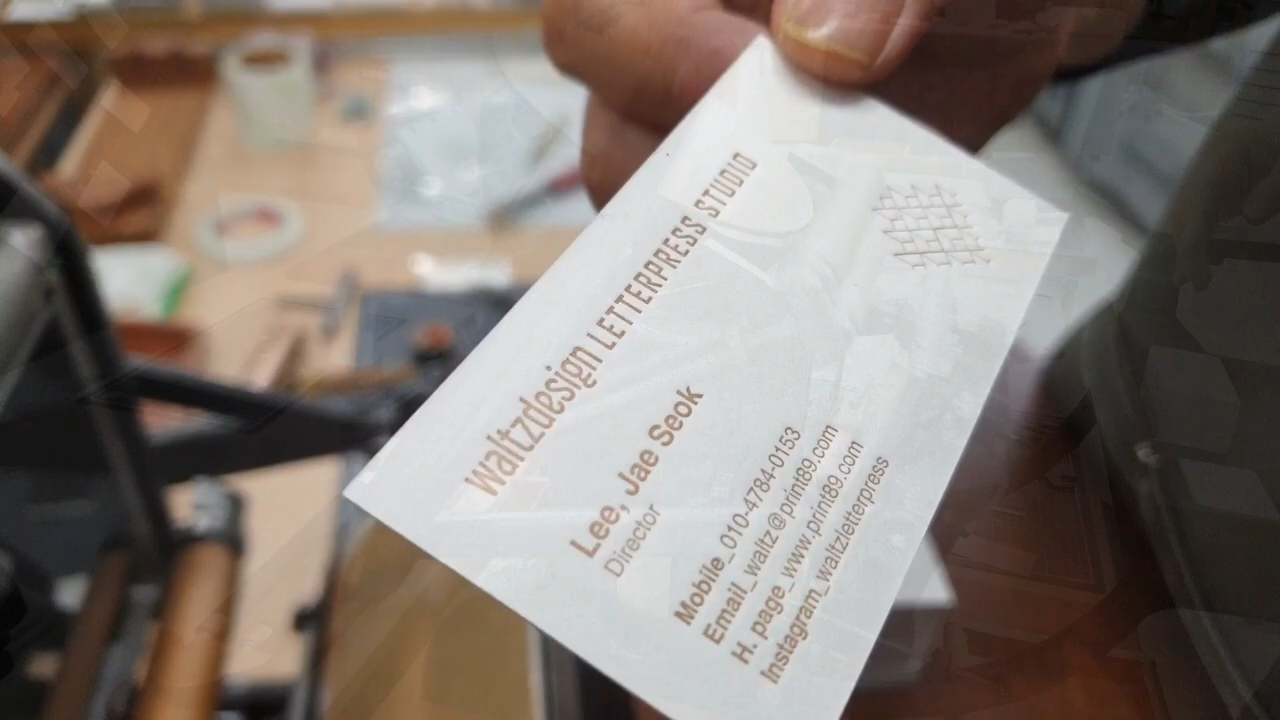 waltzdesign LETTERPRESS STUDIO
Lee, Jae Seok
Director
Mobile_010-4784-0153
Email_waltz@print89.com
H. page_www.print89.com
Instagram_waltzletterpress